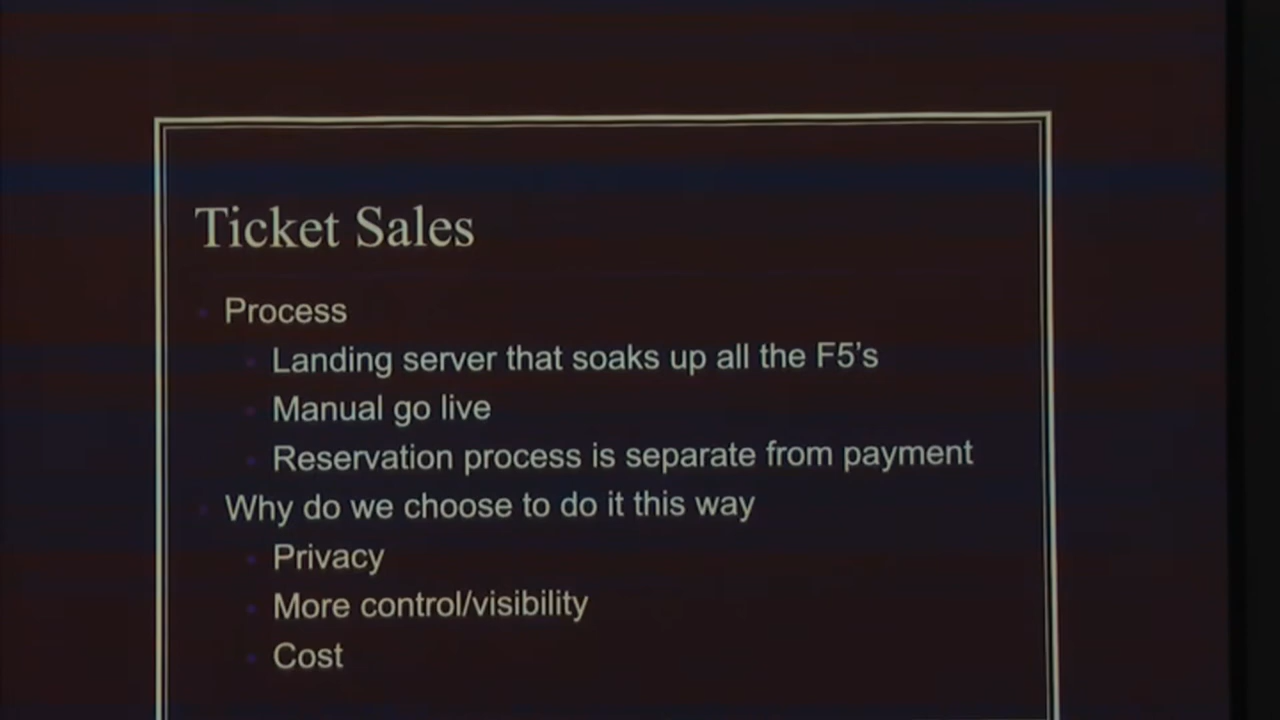 Ticket Sales
Process
Landing server that soaks up all the F5's
Manual go live
Reservation process is separate from payment
Why do we choose to do it this way
Privacy
More control/visibility
Cost